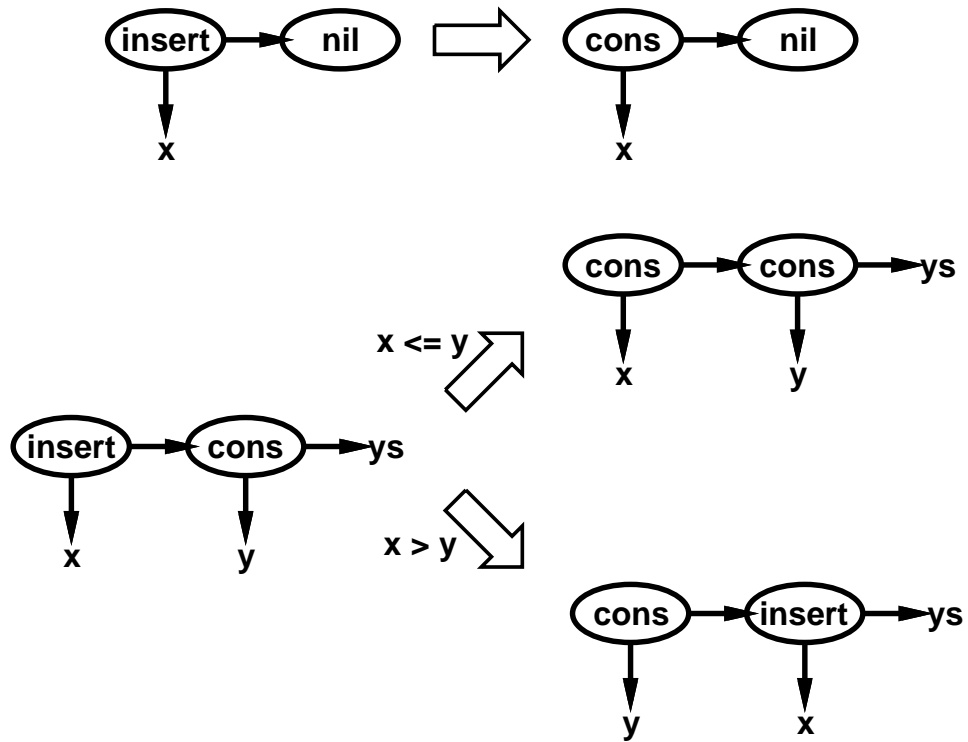 insert nil cons nil
x x
cons cons ys
x <= y
x y
insert cons ys
x > y
x y
cons insert ys
y x